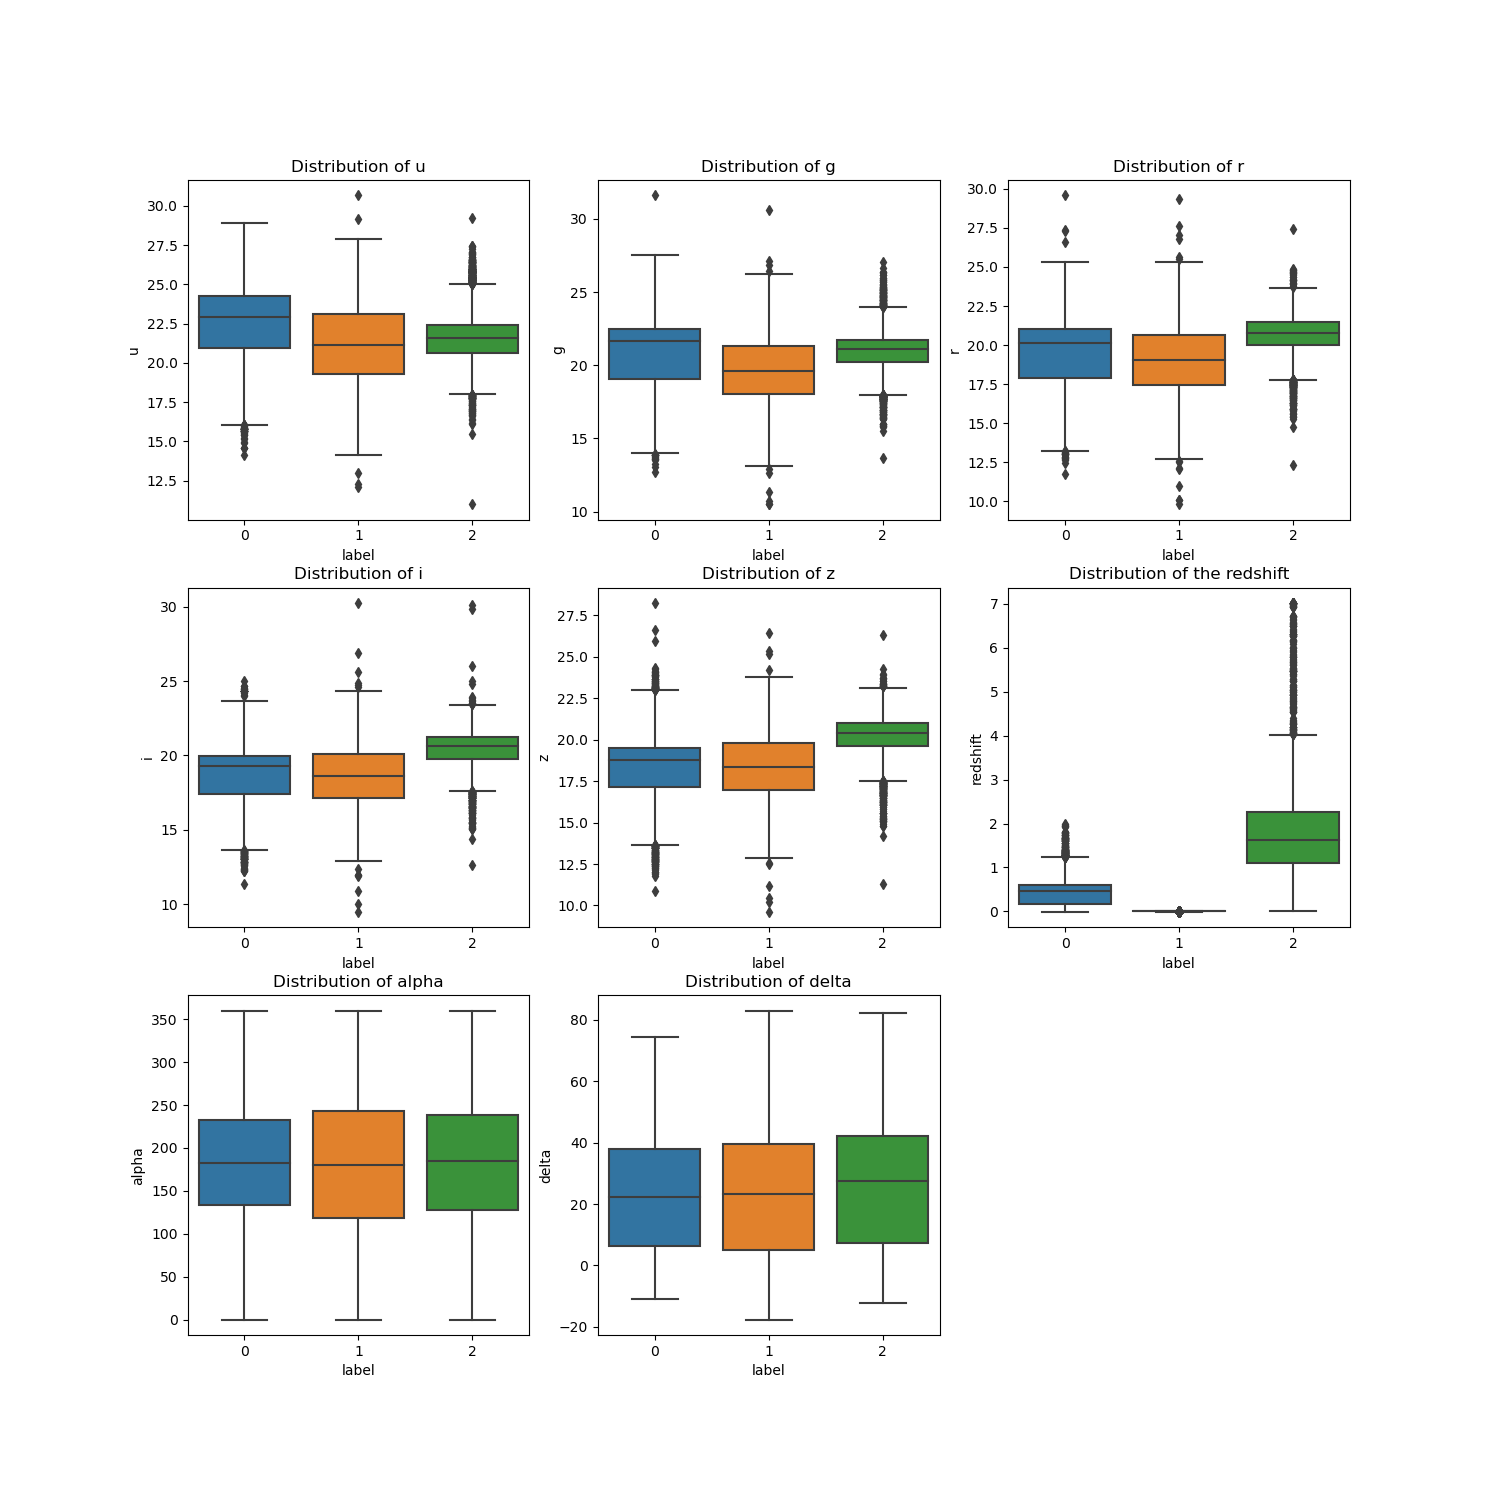 Distribution of u
30.0
27.5
25.0
22.5
20.0
17.5
15.0
12.5
u
0 1 2
label
Distribution of g
30
25
20
15
10
g
0 1 2
label
Distribution of r
30.0
27.5
25.0
22.5
20.0
17.5
15.0
12.5
10.0
r
0 1 2
label
Distribution of i
30
25
20
15
10
i
0 1 2
label
Distribution of z
27.5
25.0
22.5
20.0
17.5
15.0
12.5
10.0
z
0 1 2
label
Distribution of the redshift
7
6
5
4
3
2
1
0
redshift
0 1 2
label
Distribution of alpha
350
300
250
200
150
100
50
0
alpha
0 1 2
label
Distribution of delta
80
60
40
20
0
−20
delta
0 1 2
label